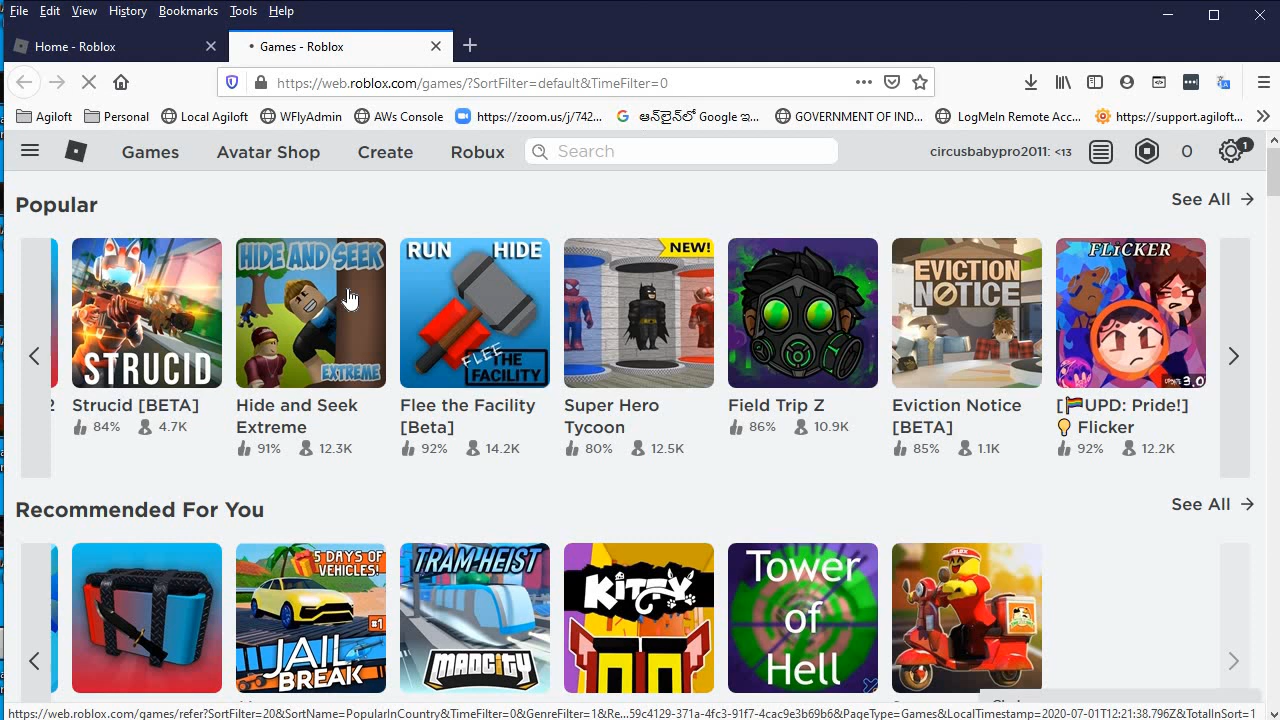 File Edit View History Bookmarks Tools Help
Home - Roblox
Games - Roblox
https://web.roblox.com/games/?SortFilter=default&TimeFilter=0
Agiloft Personal Local Agiloft WFlyAdmin AWs Console https://zoom.us/j/742... ఆన్‌లైన్‌లో Google ఇ... GOVERNMENT OF IND... LogMeIn Remote Acc... https://support.agiloft...
Games Avatar Shop Create Robux Search circusbabypro2011: <13 0 1
Popular See All
STRUCID
HIDE AND SEEK
EXTREME
RUN HIDE
FLEE THE FACILITY
NEW!
EVICTION NOTICE
FLiCKER
UPDATE 3.0
Strucid [BETA]
84% 4.7K
Hide and Seek
Extreme
91% 12.3K
Flee the Facility
[Beta]
92% 14.2K
Super Hero
Tycoon
80% 12.5K
Field Trip Z
86% 10.9K
Eviction Notice
[BETA]
85% 1.1K
[🏳️‍🌈UPD: Pride!]
💡 Flicker
92% 12.2K
Recommended For You See All
5 DAYS OF
VEHICLES!
#1
JAIL
BREAK
TRAM-HEIST
MADCITY
KITTY
Tower
of
Hell
https://web.roblox.com/games/refer?SortFilter=20&SortName=PopularInCountry&TimeFilter=0&GenreFilter=1&Re...59c4129-371a-4fc3-91f7-4cac9e3b69b6&PageType=Games&LocalTimestamp=2020-07-01T12:21:38.796Z&TotalInSort=1